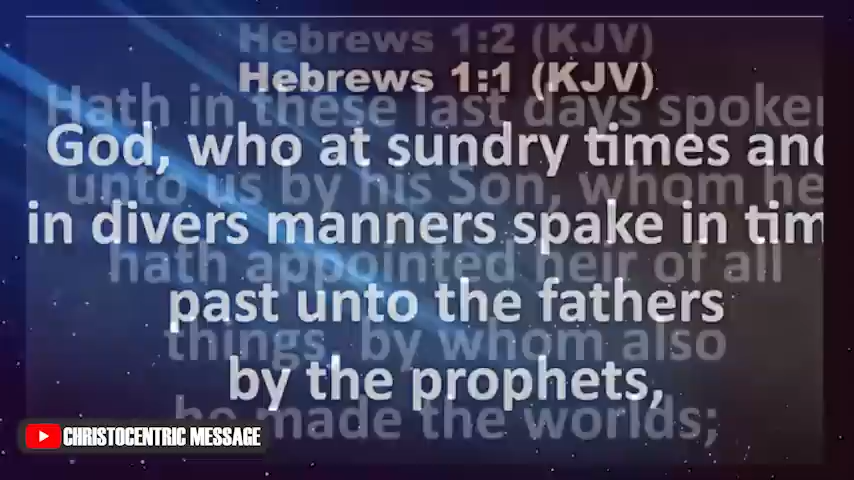 Hebrews 1:2 (KJV)
Hebrews 1:1 (KJV)
Hath in these last days spoken
God, who at sundry times and
unto us by his Son, whom he
in divers manners spake in tim
hath appointed heir of all
past unto the fathers
things, by whom also
by the prophets,
he made the worlds;
CHRISTOCENTRIC MESSAGE